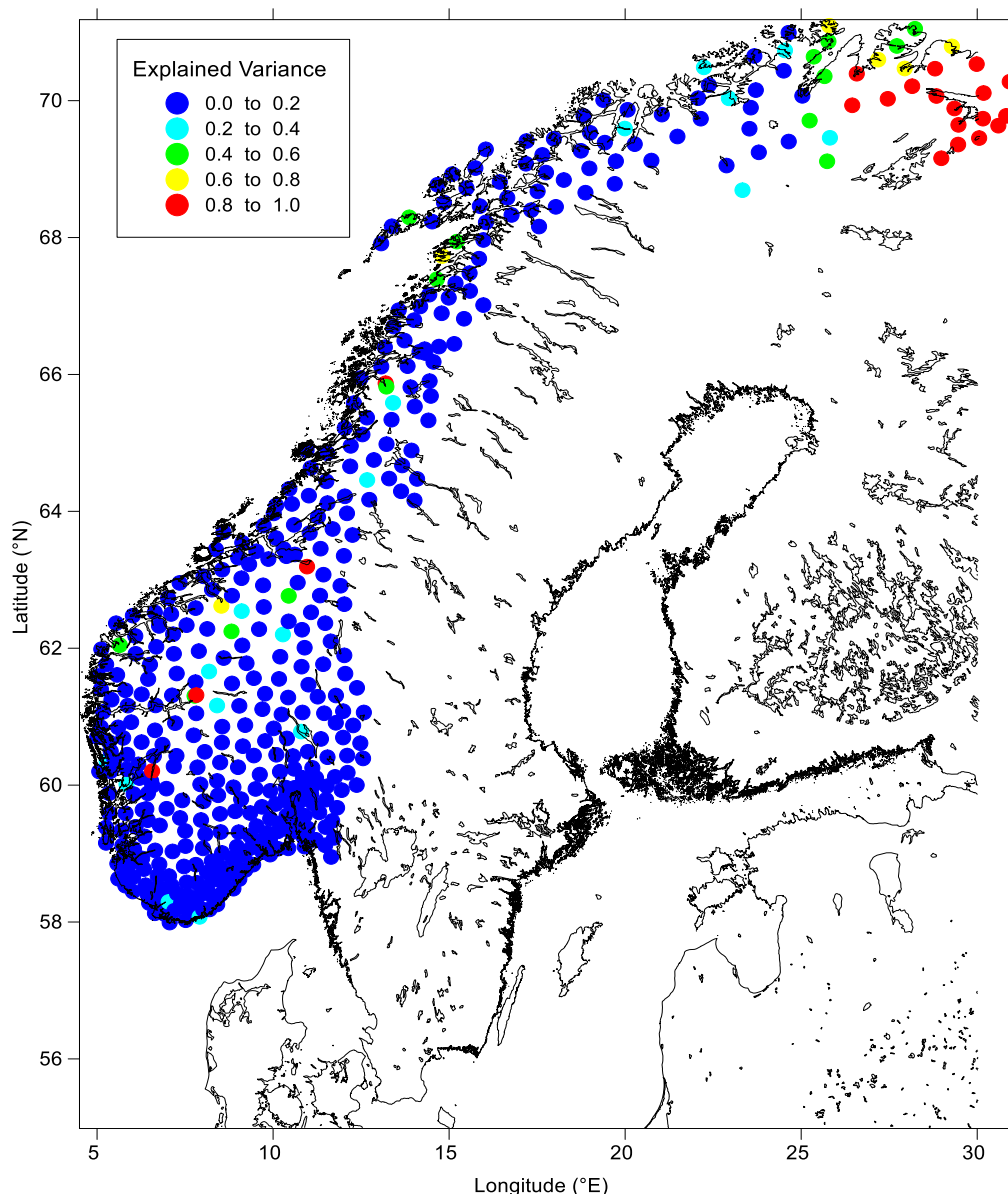 Explained Variance
0.0 to 0.2
0.2 to 0.4
0.4 to 0.6
0.6 to 0.8
0.8 to 1.0
70
68
66
64
62
60
58
56
Latitude (°N)
5 10 15 20 25 30
Longitude (°E)